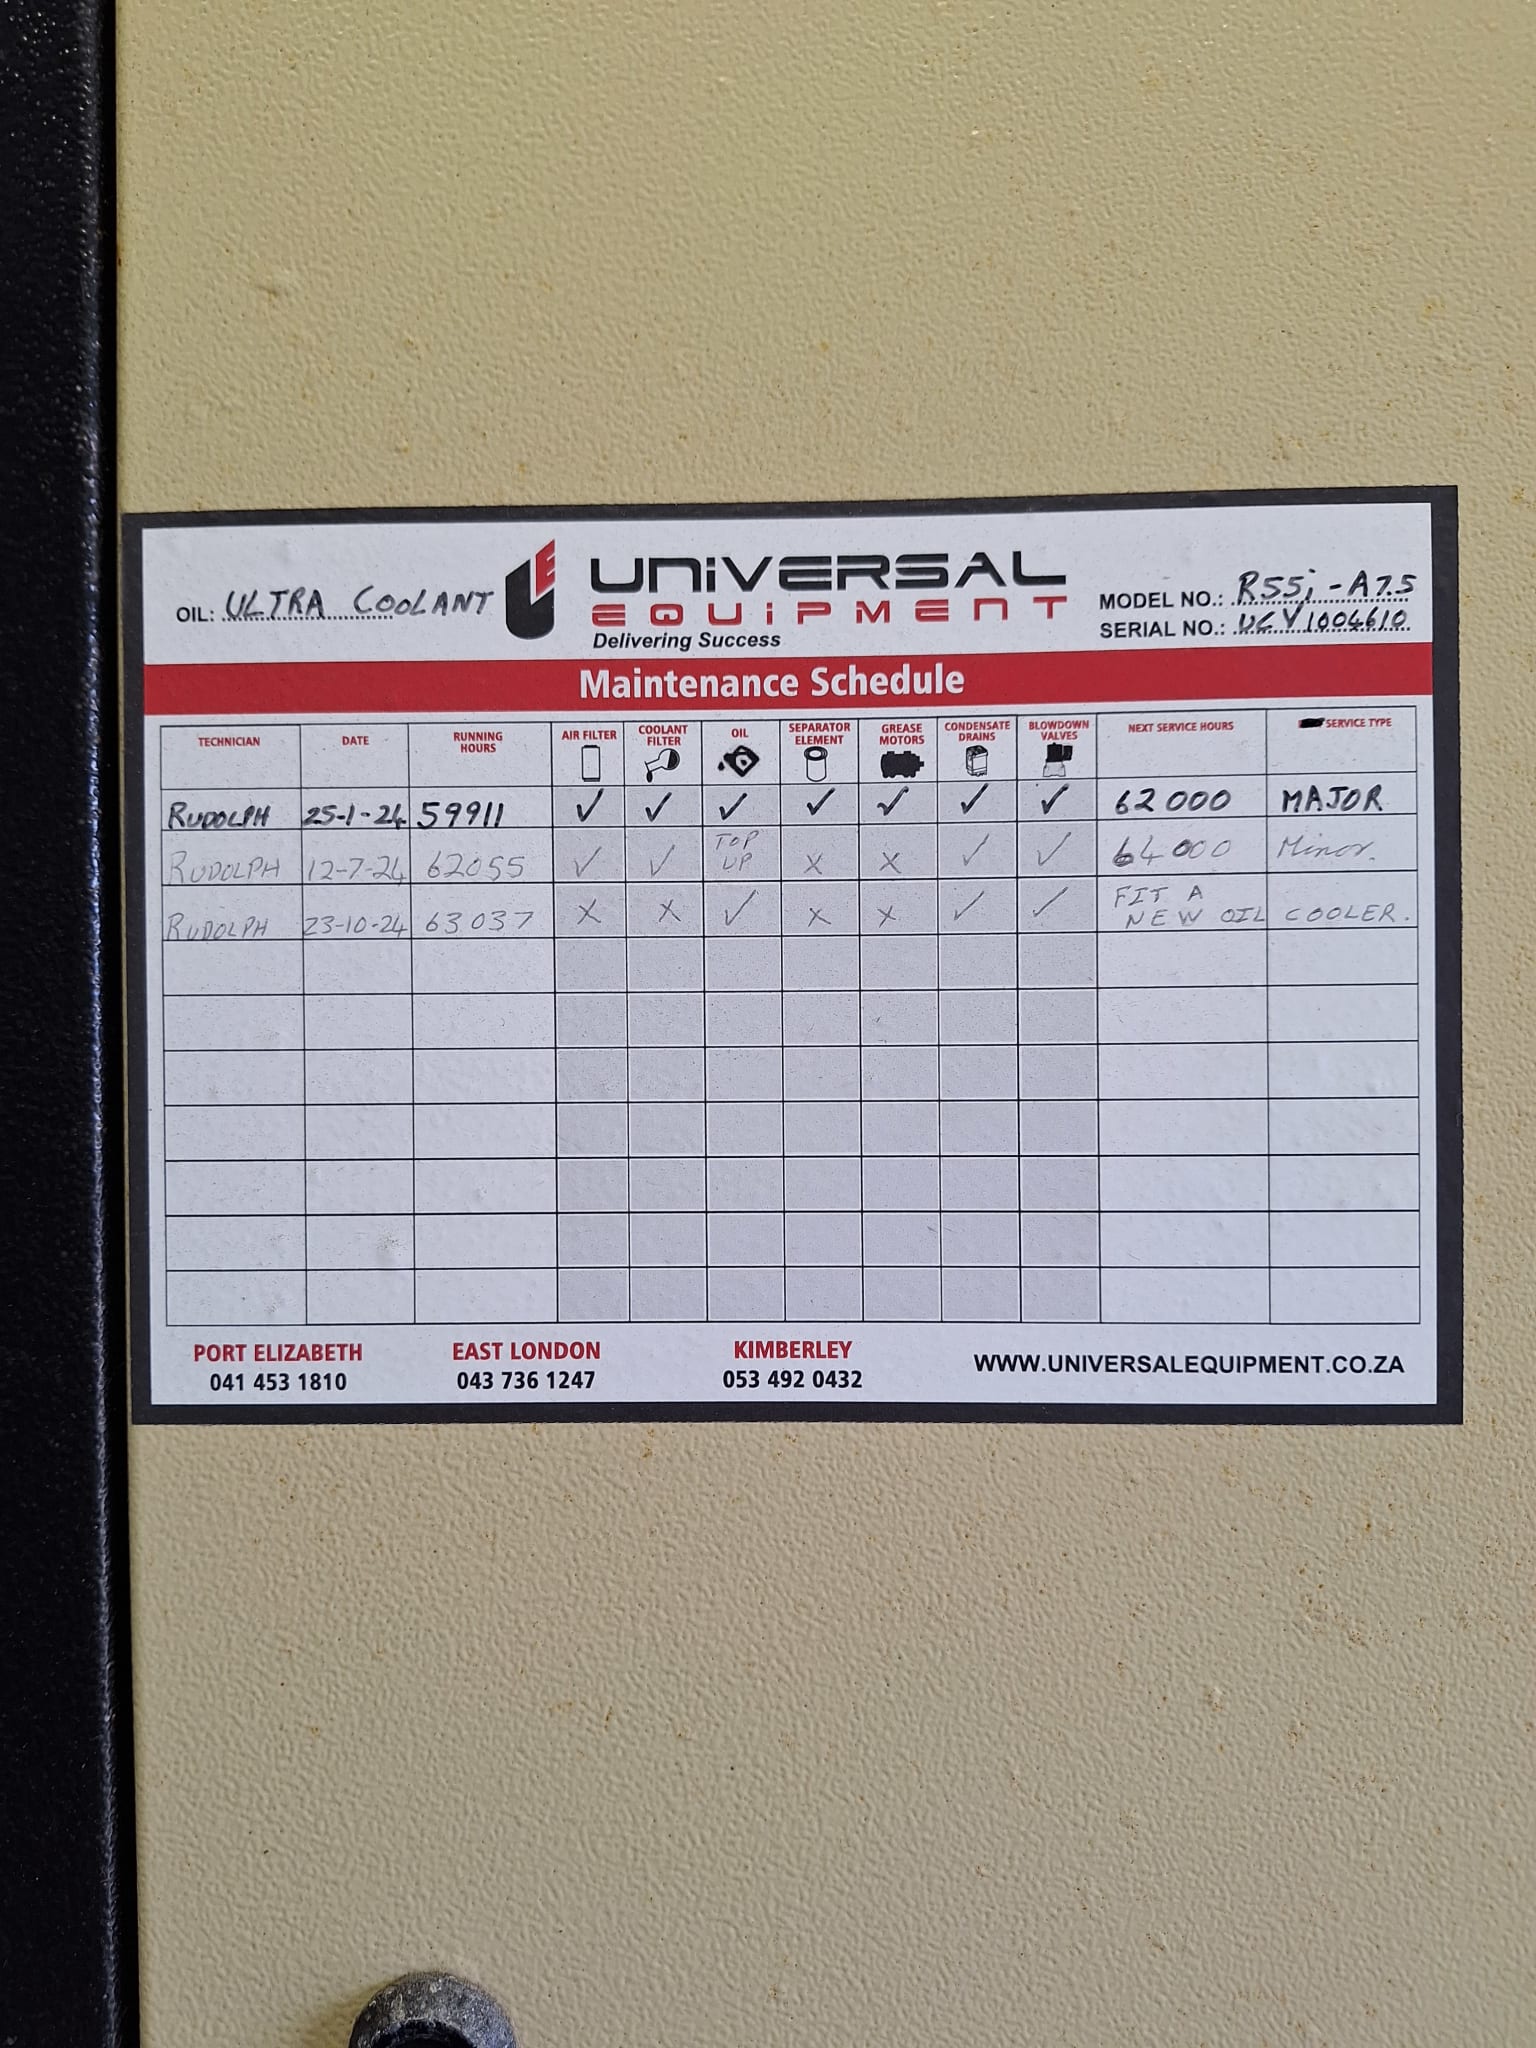 OIL: ULTRA COOLANT
UNiVERSAL
EQUiPMENT
Delivering Success
MODEL NO.: R55i-A7.5
SERIAL NO.: UCV1004610
Maintenance Schedule
TECHNICIAN DATE RUNNING HOURS AIR FILTER COOLANT FILTER OIL SEPARATOR ELEMENT GREASE MOTORS CONDENSATE DRAINS BLOWDOWN VALVES NEXT SERVICE HOURS SERVICE TYPE
RUDOLPH 25-1-24 59911 ✓ ✓ ✓ ✓ ✓ ✓ ✓ 62000 MAJOR
RUDOLPH 12-7-24 62055 ✓ ✓ TOP UP X X ✓ ✓ 64000 Minor.
RUDOLPH 23-10-24 63037 X X ✓ X X ✓ ✓ FIT A NEW OIL COOLER.
PORT ELIZABETH EAST LONDON KIMBERLEY
041 453 1810 043 736 1247 053 492 0432
WWW.UNIVERSALEQUIPMENT.CO.ZA